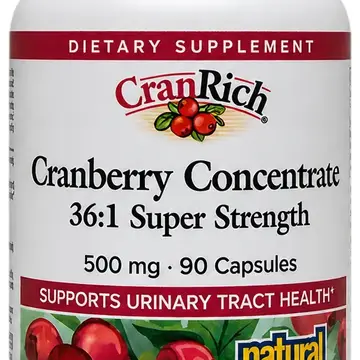 DIETARY SUPPLEMENT
CranRich®
Cranberry Concentrate
36:1 Super Strength
500 mg · 90 Capsules
SUPPORTS URINARY TRACT HEALTH⁺
natural